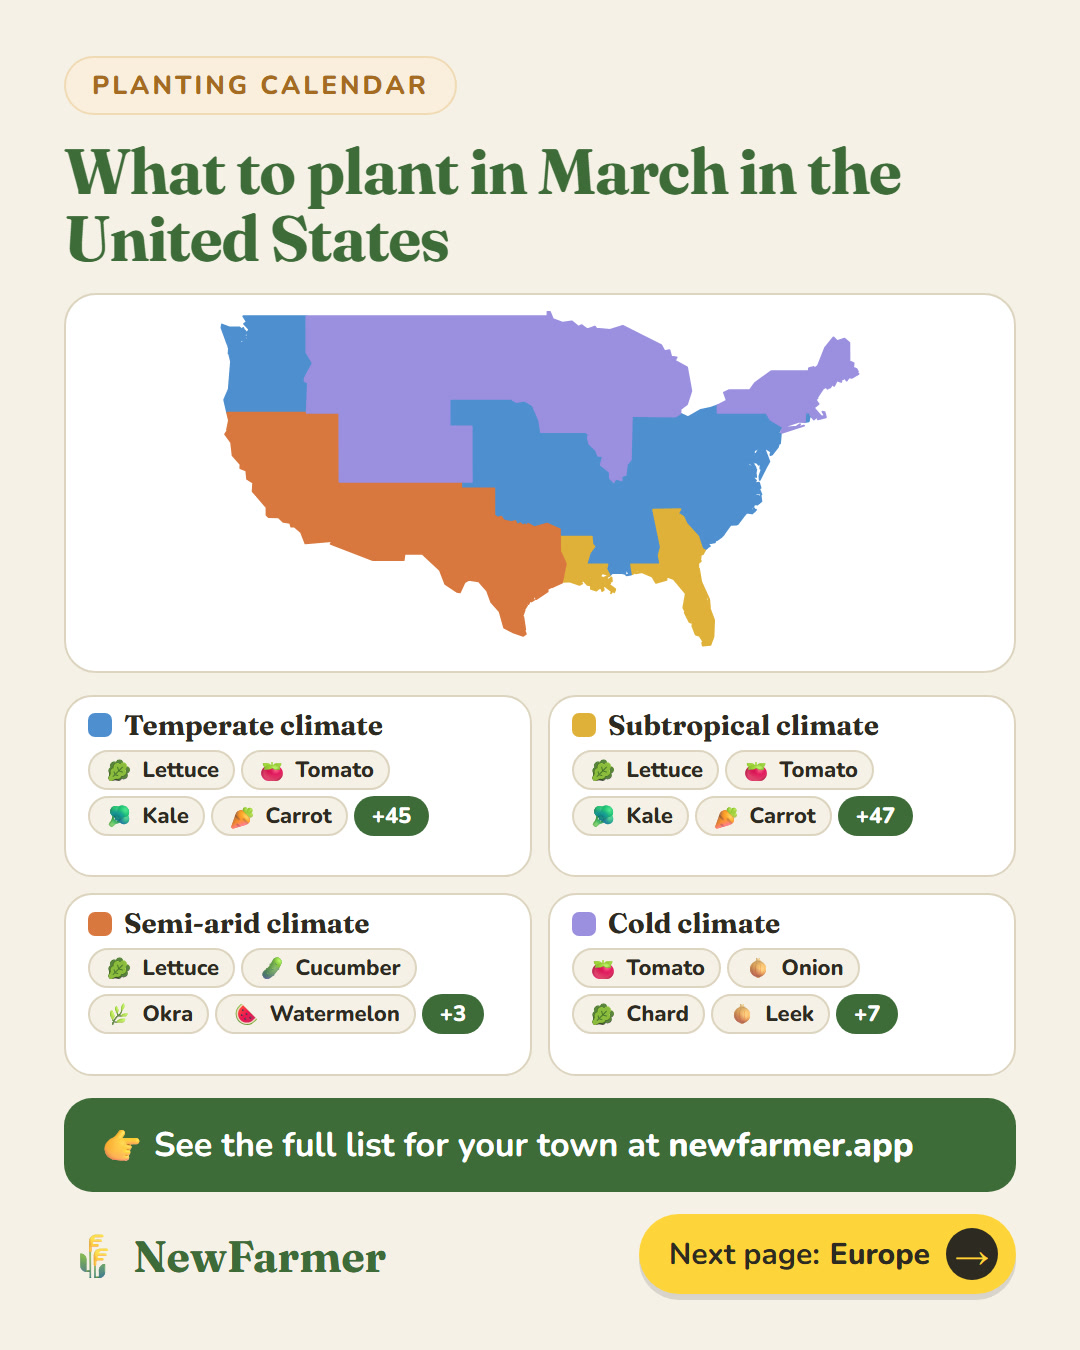 PLANTING CALENDAR
What to plant in March in the
United States
Temperate climate
Lettuce
Tomato
Kale
Carrot
+45
Subtropical climate
Lettuce
Tomato
Kale
Carrot
+47
Semi-arid climate
Lettuce
Cucumber
Okra
Watermelon
+3
Cold climate
Tomato
Onion
Chard
Leek
+7
👉 See the full list for your town at newfarmer.app
NewFarmer
Next page: Europe →